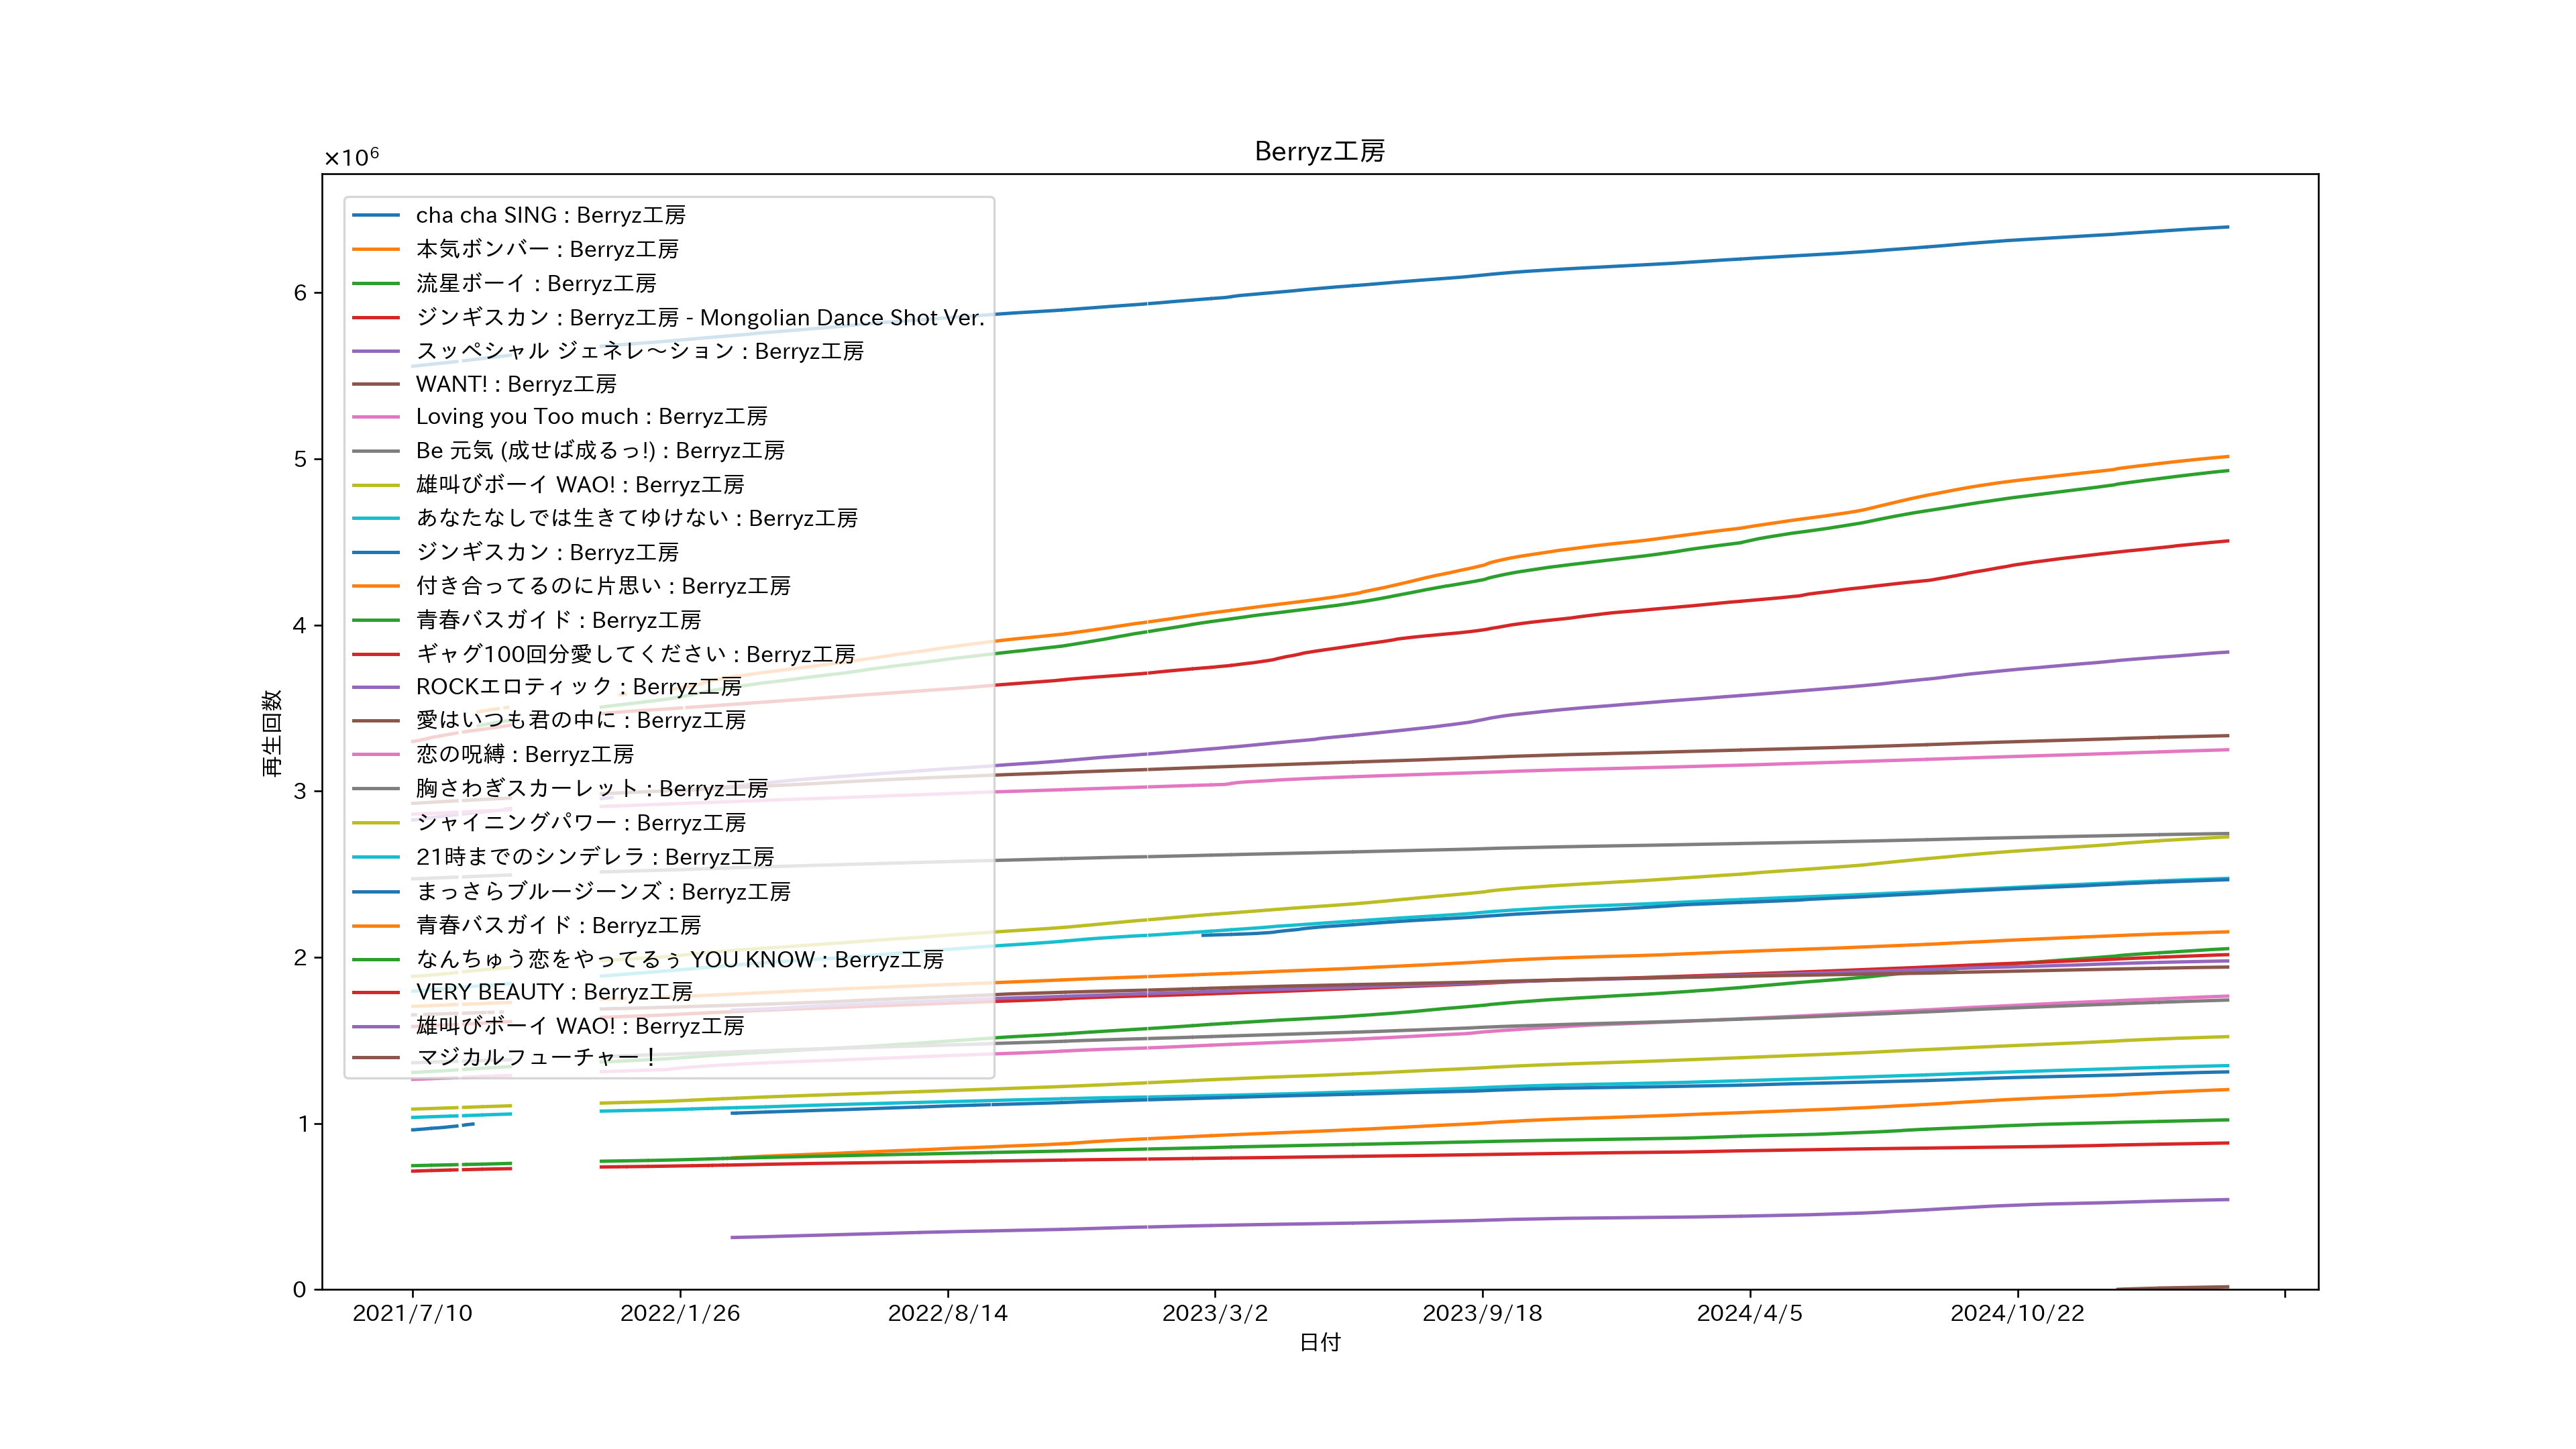 Berryz工房
×10⁶
cha cha SING : Berryz工房
本気ボンバー : Berryz工房
流星ボーイ : Berryz工房
ジンギスカン : Berryz工房 - Mongolian Dance Shot Ver.
スッペシャル ジェネレ～ション : Berryz工房
WANT! : Berryz工房
Loving you Too much : Berryz工房
Be 元気 (成せば成るっ!) : Berryz工房
雄叫びボーイ WAO! : Berryz工房
あなたなしでは生きてゆけない : Berryz工房
ジンギスカン : Berryz工房
付き合ってるのに片思い : Berryz工房
青春バスガイド : Berryz工房
ギャグ100回分愛してください : Berryz工房
ROCKエロティック : Berryz工房
愛はいつも君の中に : Berryz工房
恋の呪縛 : Berryz工房
胸さわぎスカーレット : Berryz工房
シャイニングパワー : Berryz工房
21時までのシンデレラ : Berryz工房
まっさらブルージーンズ : Berryz工房
青春バスガイド : Berryz工房
なんちゅう恋をやってるぅ YOU KNOW : Berryz工房
VERY BEAUTY : Berryz工房
雄叫びボーイ WAO! : Berryz工房
マジカルフューチャー！
6
5
4
3
2
1
0
再生回数
2021/7/10
2022/1/26
2022/8/14
2023/3/2
2023/9/18
2024/4/5
2024/10/22
日付